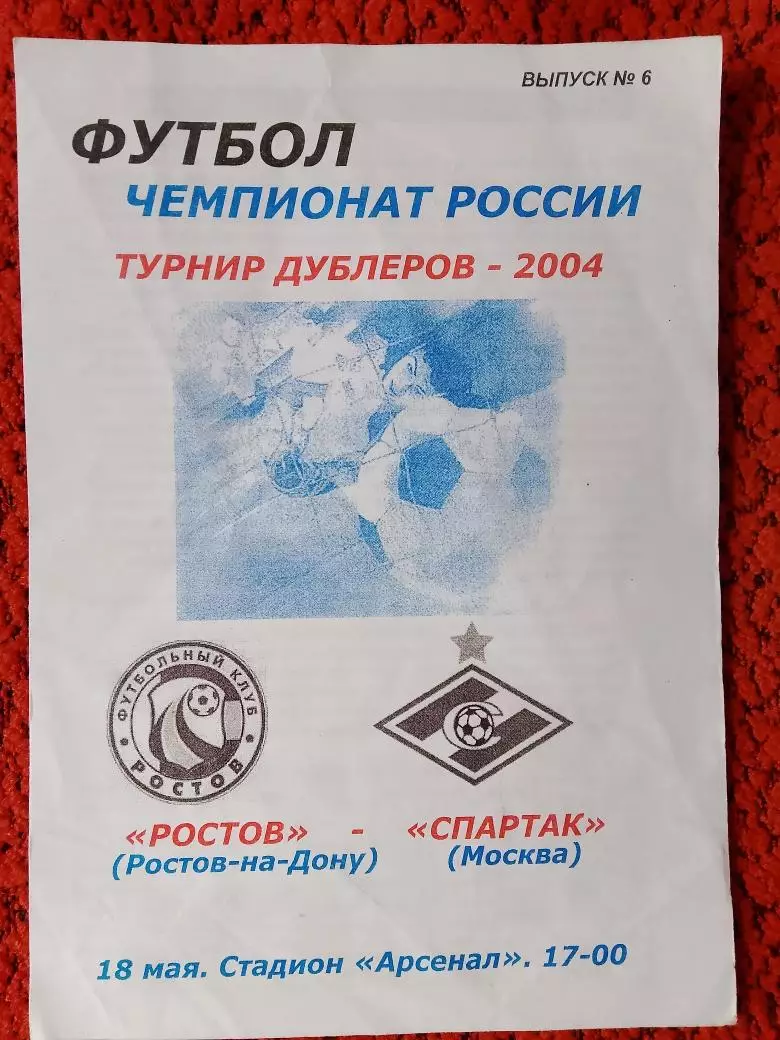 ВЫПУСК № 6
ФУТБОЛ
ЧЕМПИОНАТ РОССИИ
ТУРНИР ДУБЛЕРОВ - 2004
ФУТБОЛЬНЫЙ КЛУБ
РОСТОВ
С
«РОСТОВ» - «СПАРТАК»
(Ростов-на-Дону) (Москва)
18 мая. Стадион «Арсенал». 17-00